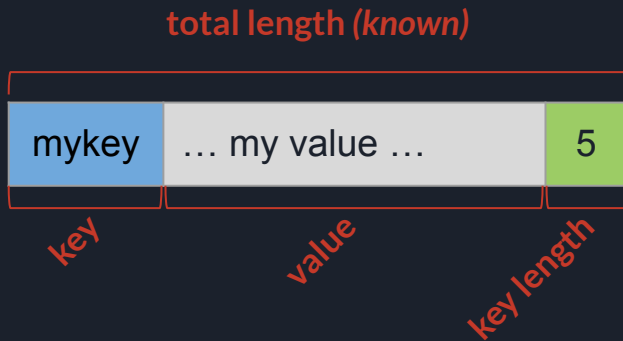 total length (known)
mykey
… my value …
5
key
value
key length